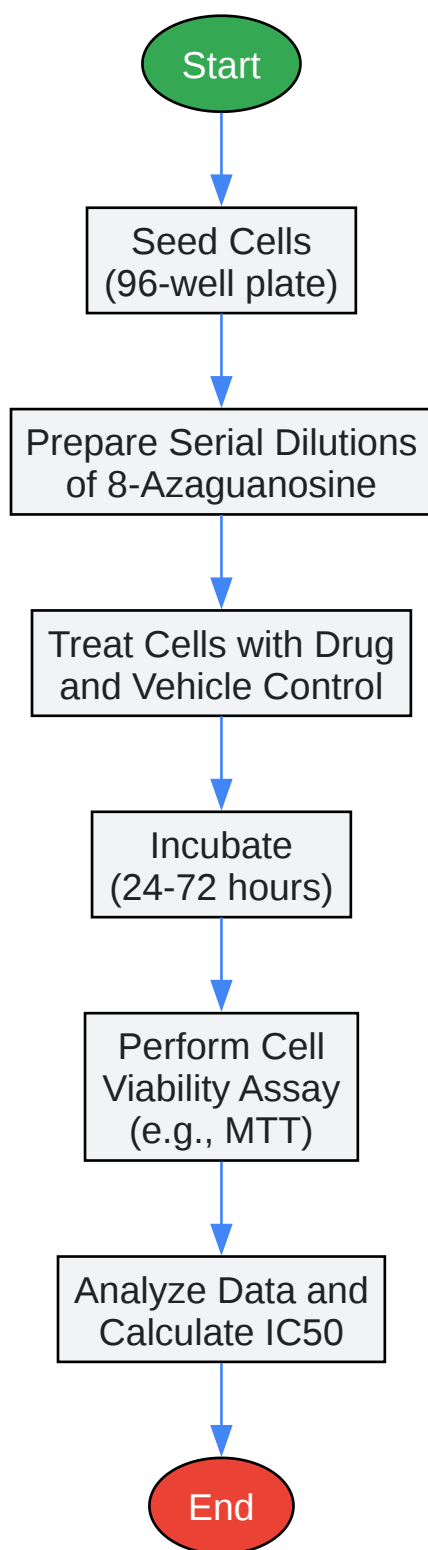 Start
Seed Cells
(96-well plate)
Prepare Serial Dilutions
of 8-Azaguanosine
Treat Cells with Drug
and Vehicle Control
Incubate
(24-72 hours)
Perform Cell
Viability Assay
(e.g., MTT)
Analyze Data and
Calculate IC50
End